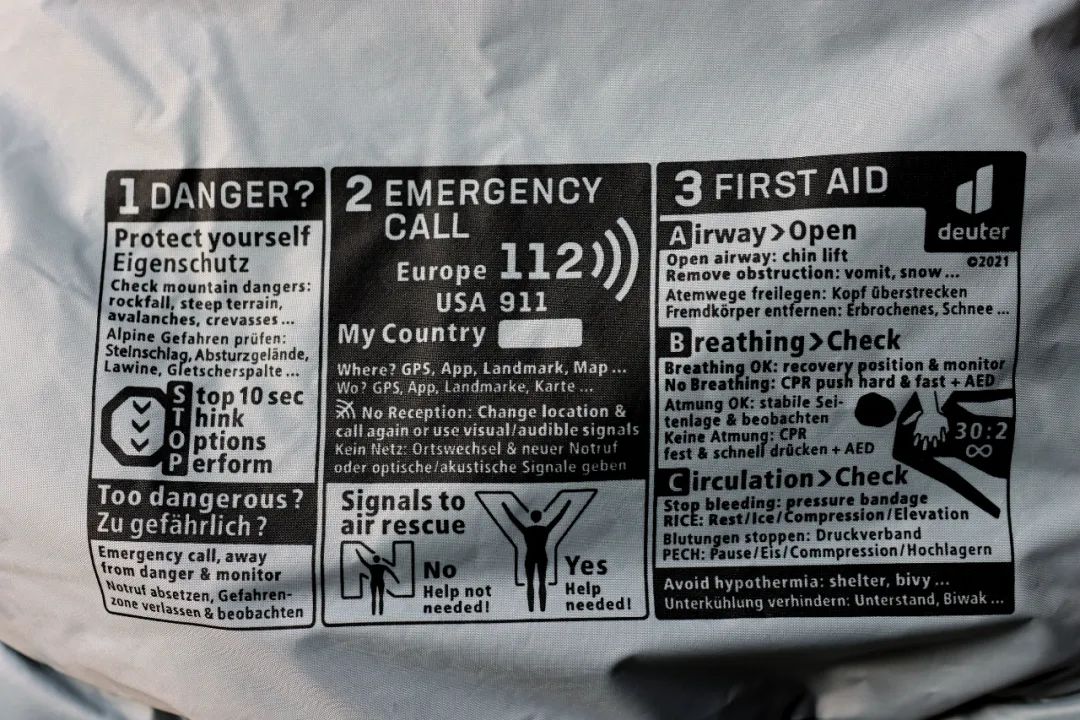 1 DANGER?
Protect yourself
Eigenschutz
Check mountain dangers:
rockfall, steep terrain,
avalanches, crevasses ...
Alpine Gefahren prüfen:
Steinschlag, Absturzgelände,
Lawine, Gletscherspalte ...
Stop 10 sec
Think
Options
Perform
Too dangerous?
Zu gefährlich?
Emergency call, away
from danger & monitor
Notruf absetzen, Gefahren-
zone verlassen & beobachten
2 EMERGENCY
CALL
Europe 112
USA 911
My Country
Where? GPS, App, Landmark, Map ...
Wo? GPS, App, Landmarke, Karte ...
No Reception: Change location &
call again or use visual/audible signals
Kein Netz: Ortswechsel & neuer Notruf
oder optische/akustische Signale geben
Signals to
air rescue
N
No
Help not
needed!
Y
Yes
Help
needed!
3 FIRST AID
deuter
©2021
Airway > Open
Open airway: chin lift
Remove obstruction: vomit, snow ...
Atemwege freilegen: Kopf überstrecken
Fremdkörper entfernen: Erbrochenes, Schnee ...
Breathing > Check
Breathing OK: recovery position & monitor
No Breathing: CPR push hard & fast + AED
Atmung OK: stabile Sei-
tenlage & beobachten
Keine Atmung: CPR
fest & schnell drücken + AED
30:2
∞
Circulation > Check
Stop bleeding: pressure bandage
RICE: Rest/Ice/Compression/Elevation
Blutungen stoppen: Druckverband
PECH: Pause/Eis/Commpression/Hochlagern
Avoid hypothermia: shelter, bivy ...
Unterkühlung verhindern: Unterstand, Biwak ...